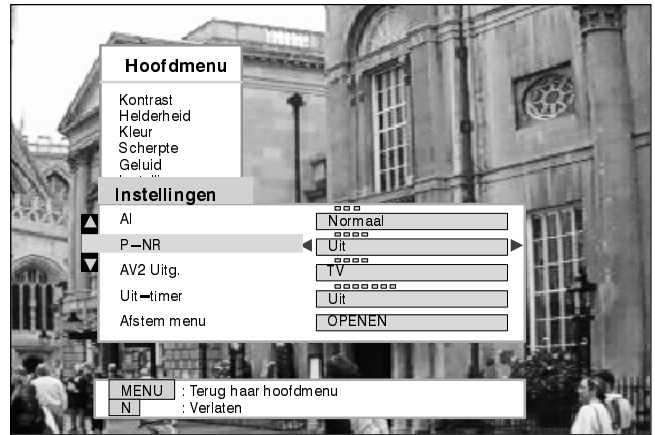 Hoofdmenu
Kontrast
Helderheid
Kleur
Scherpte
Geluid
Instellingen
AI Normaal
P-NR Uit
AV2 Uitg. TV
Uit-timer Uit
Afstem menu OPENEN
MENU : Terug haar hoofdmenu
N : Verlaten